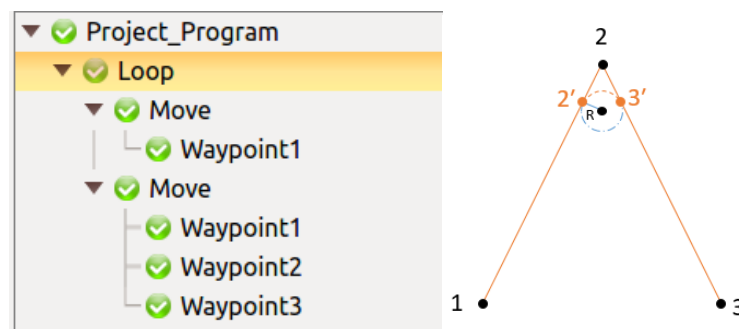 Project_Program
Loop
Move
Waypoint1
Move
Waypoint1
Waypoint2
Waypoint3
2
2′ 3′
R
1 3